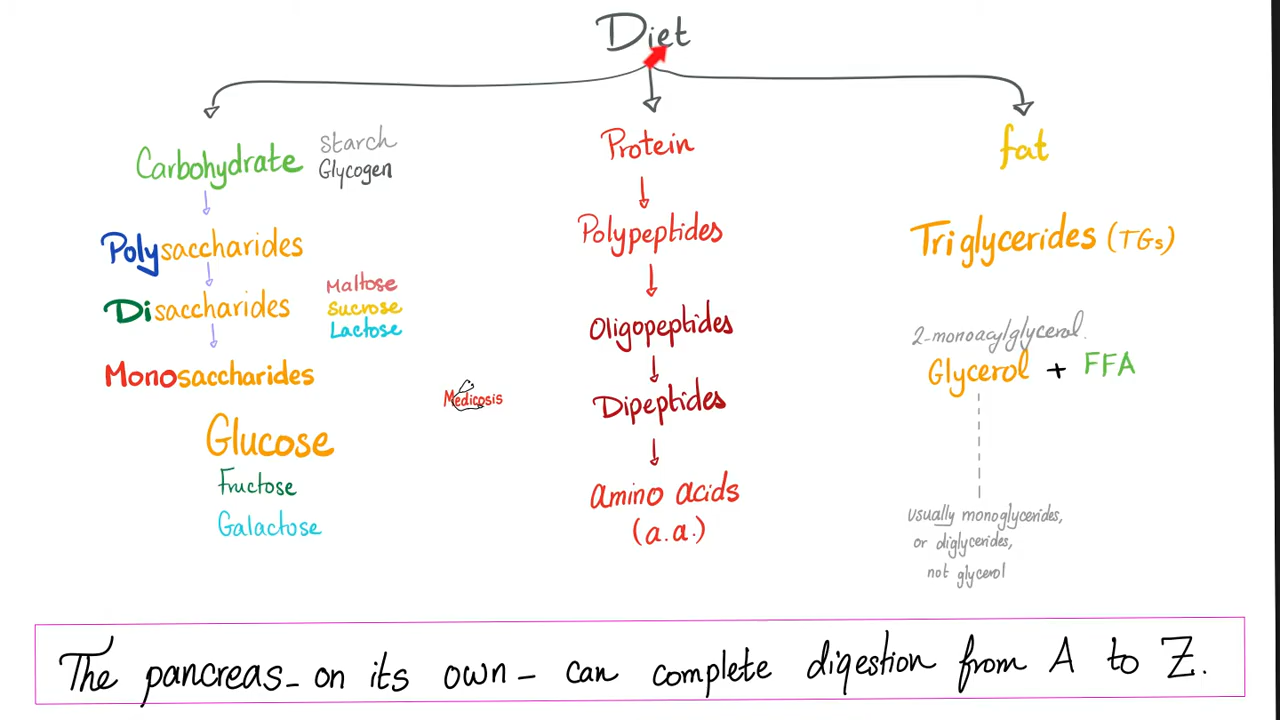 Diet
Carbohydrate
Starch
Glycogen
Polysaccharides
Disaccharides
Maltose
Sucrose
Lactose
Monosaccharides
Glucose
Fructose
Galactose
Medicosis
Protein
Polypeptides
Oligopeptides
Dipeptides
Amino acids
(a.a.)
fat
Triglycerides (TGs)
2-monoacylglycerol.
Glycerol + FFA
usually monoglycerides,
or diglycerides,
not glycerol
The pancreas - on its own - can complete digestion from A to Z.